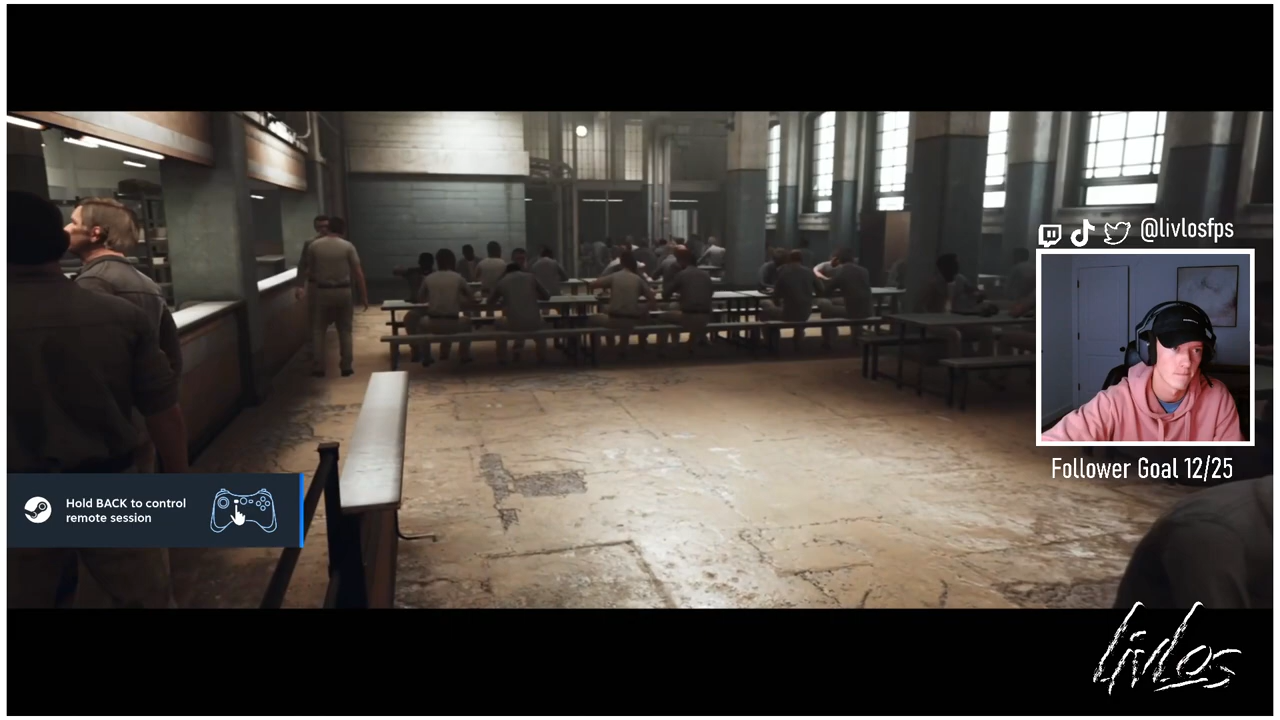 @livlosfps
Follower Goal 12/25
Hold BACK to control
remote session
livlos